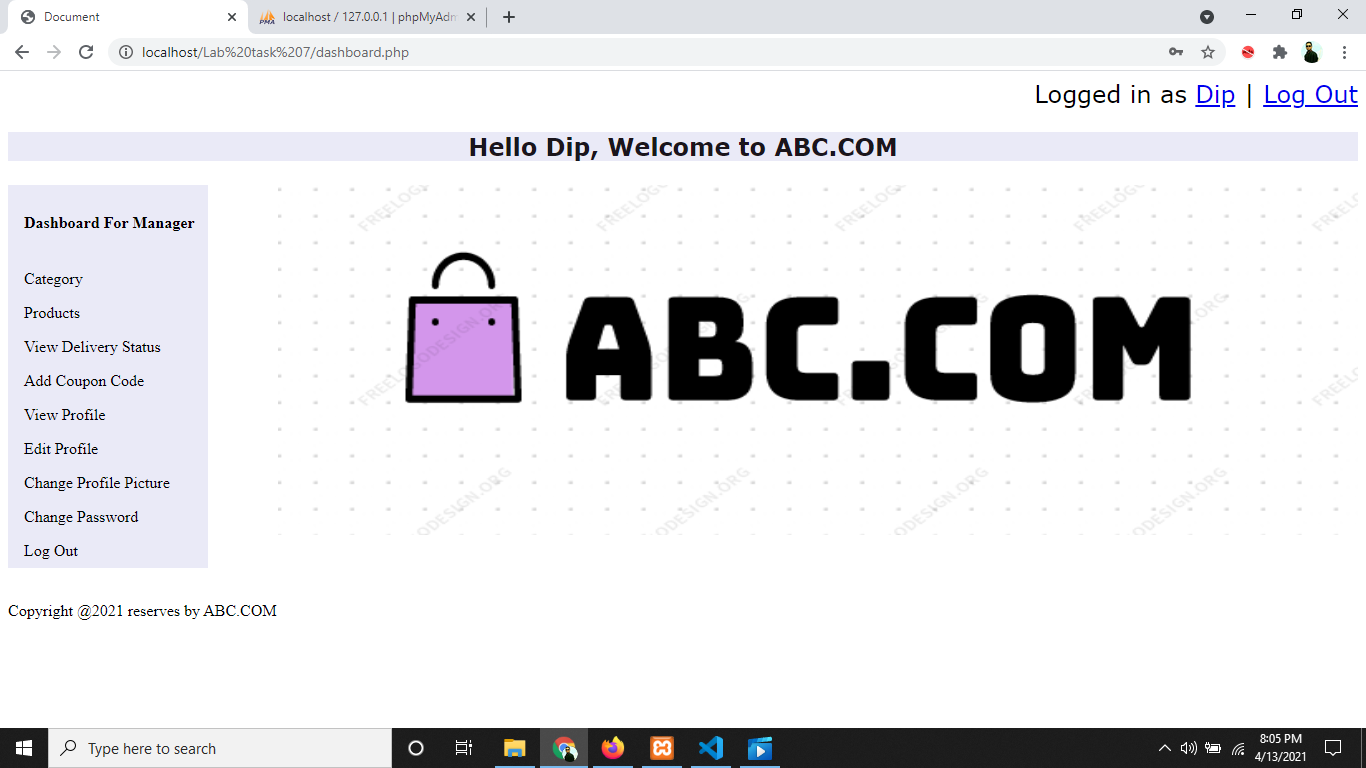 Document
localhost / 127.0.0.1 | phpMyAdm
localhost/Lab%20task%207/dashboard.php
Logged in as Dip | Log Out
Hello Dip, Welcome to ABC.COM
Dashboard For Manager
Category
Products
View Delivery Status
Add Coupon Code
View Profile
Edit Profile
Change Profile Picture
Change Password
Log Out
ABC.COM
FREELOGODESIGN.ORG
Copyright @2021 reserves by ABC.COM
Type here to search
8:05 PM
4/13/2021